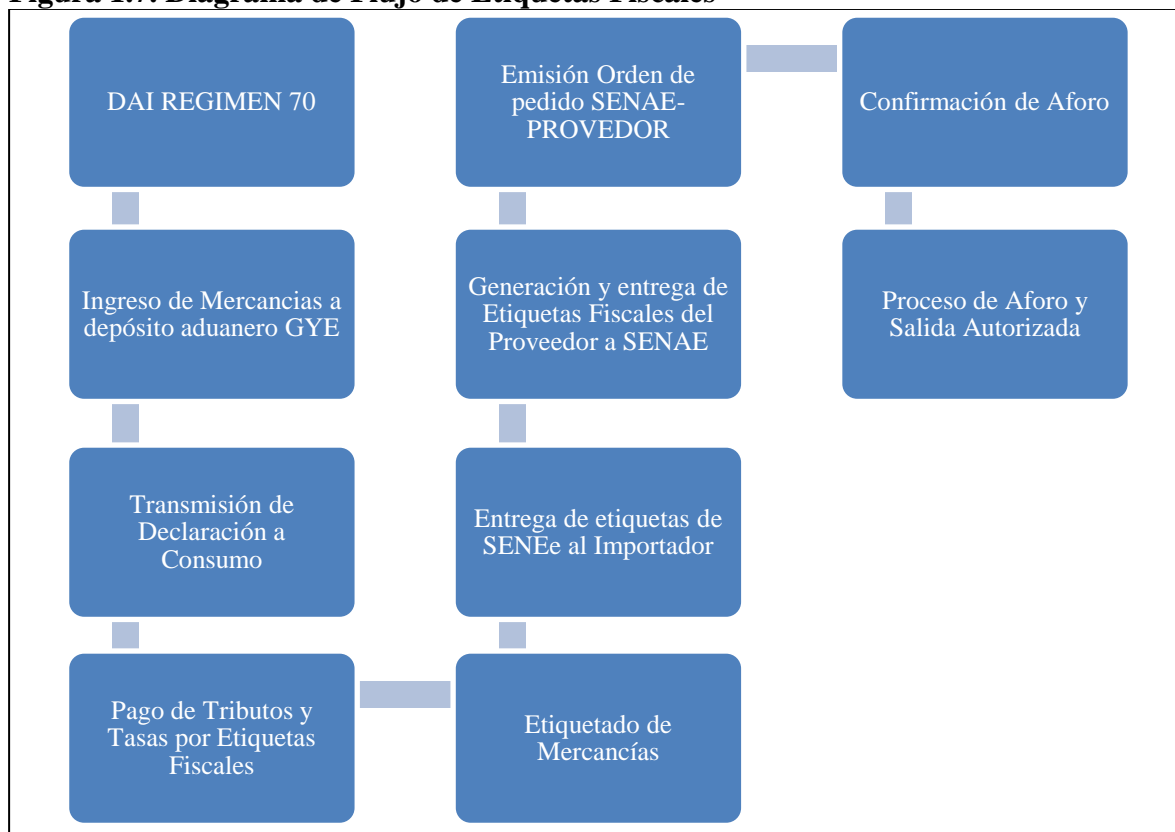 Figura 1.7. Diagrama de Flujo de Etiquetas Fiscales
DAI REGIMEN 70
Ingreso de Mercancias a
depósito aduanero GYE
Transmisión de
Declaración a
Consumo
Pago de Tributos y
Tasas por Etiquetas
Fiscales
Emisión Orden de
pedido SENAE-
PROVEDOR
Generación y entrega de
Etiquetas Fiscales del
Proveedor a SENAE
Entrega de etiquetas de
SENEe al Importador
Etiquetado de
Mercancías
Confirmación de Aforo
Proceso de Aforo y
Salida Autorizada